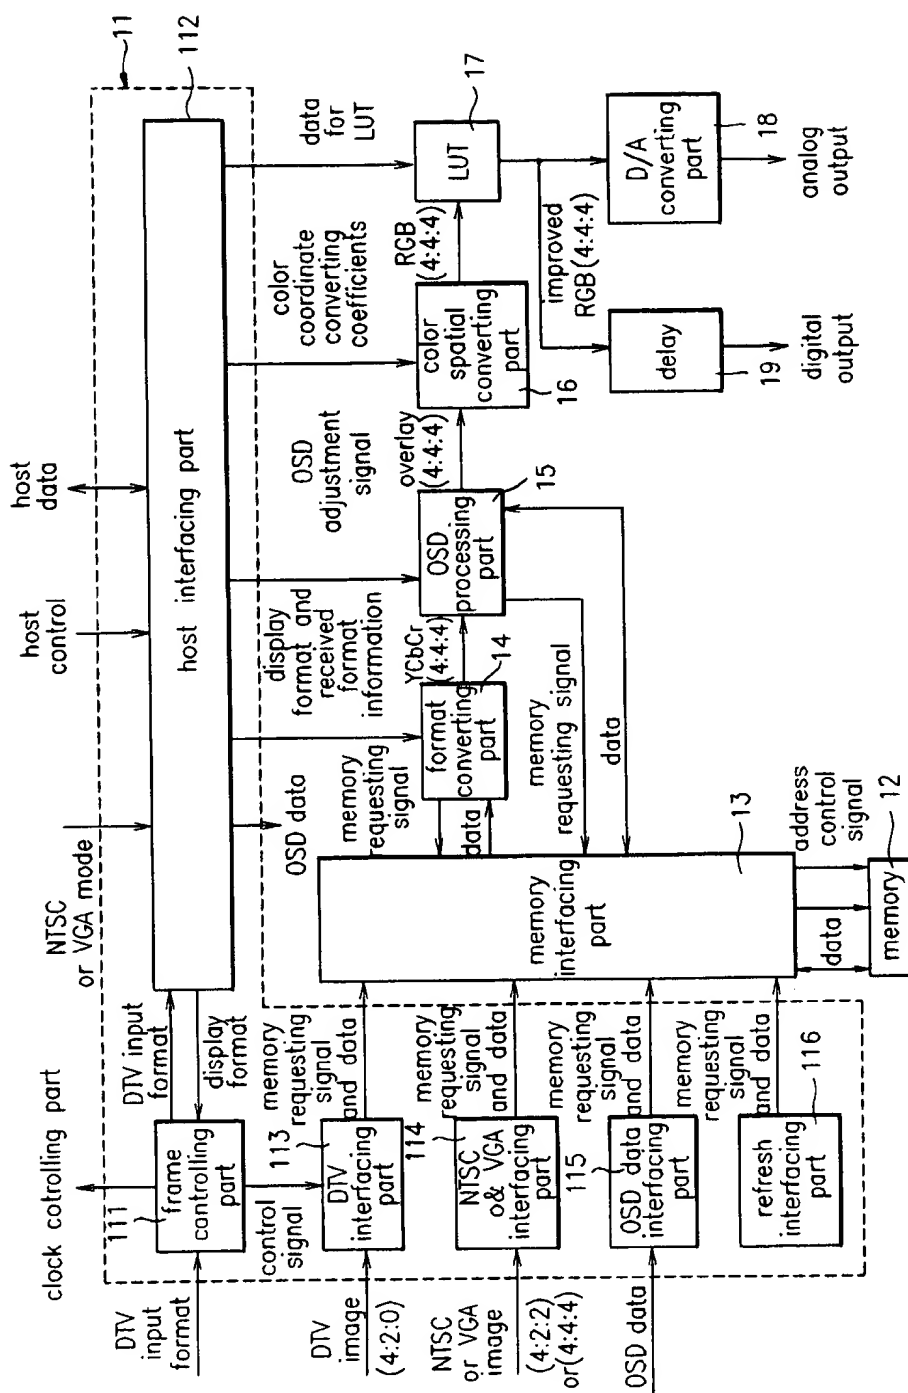 clock cotrolling part
NTSC
or VGA mode
host
control
host
data
11
112
DTV input
format
111
frame
controlling
part
DTV input
format
display
format
host interfacing part
control
signal
OSD data
display
format and
received
format
information
OSD
adjustment
signal
color
coordinate
converting
coefficients
data
for
LUT
DTV
image
(4:2:0)
113
DTV
interfacing
part
memory
requesting
signal
and data
memory
requesting
signal
data
format
converting
part
14
YCbCr
(4:4:4)
OSD
processing
part
15
overlay
(4:4:4)
color
spatial
converting
part
16
RGB
(4:4:4)
LUT
17
NTSC
or VGA
image
(4:2:2)
or(4:4:4)
114
NTSC
o& VGA
interfacing
part
memory
requesting
signal
and data
memory
interfacing
part
13
memory
requesting signal
data
improved
RGB(4:4:4)
delay
19
D/A
converting
part
18
digital
output
analog
output
OSD data
115
OSD data
interfacing
part
memory
requesting
signal
and data
refresh
interfacing
part
116
memory
requesting
signal
and data
data
address
control
signal
memory
12